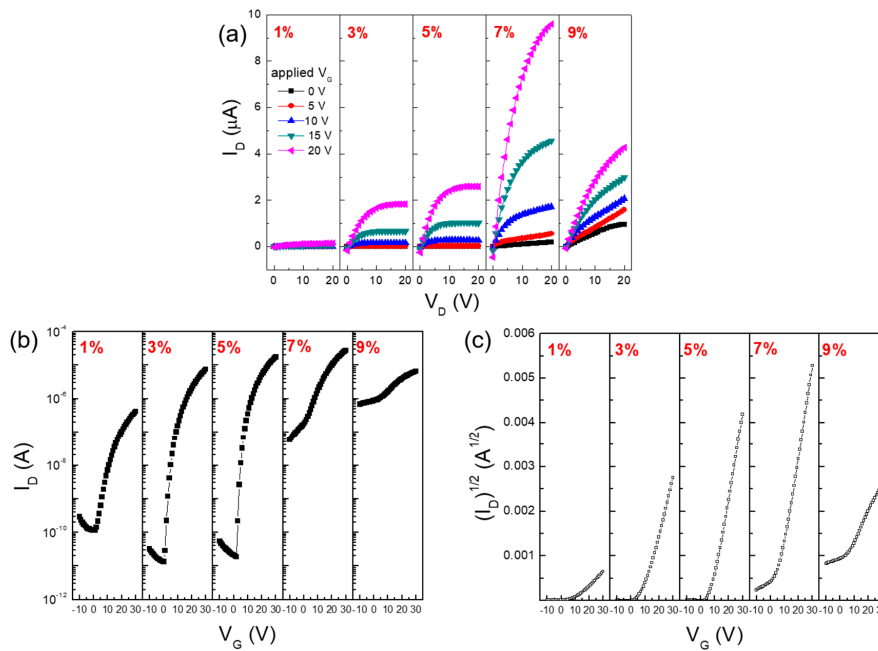 (a)
1% 3% 5% 7% 9%
applied V_G
0 V
5 V
10 V
15 V
20 V
I_D (μA)
10
8
6
4
2
0
0 10 20 0 10 20 0 10 20 0 10 20 0 10 20
V_D (V)
(b)
1% 3% 5% 7% 9%
I_D (A)
10^-4
10^-6
10^-8
10^-10
10^-12
-10 0 10 20 30 -10 0 10 20 30 -10 0 10 20 30 -10 0 10 20 30 -10 0 10 20 30
V_G (V)
(c)
1% 3% 5% 7% 9%
(I_D)^1/2 (A^1/2)
0.006
0.005
0.004
0.003
0.002
0.001
-10 0 10 20 30 -10 0 10 20 30 -10 0 10 20 30 -10 0 10 20 30 -10 0 10 20 30
V_G (V)